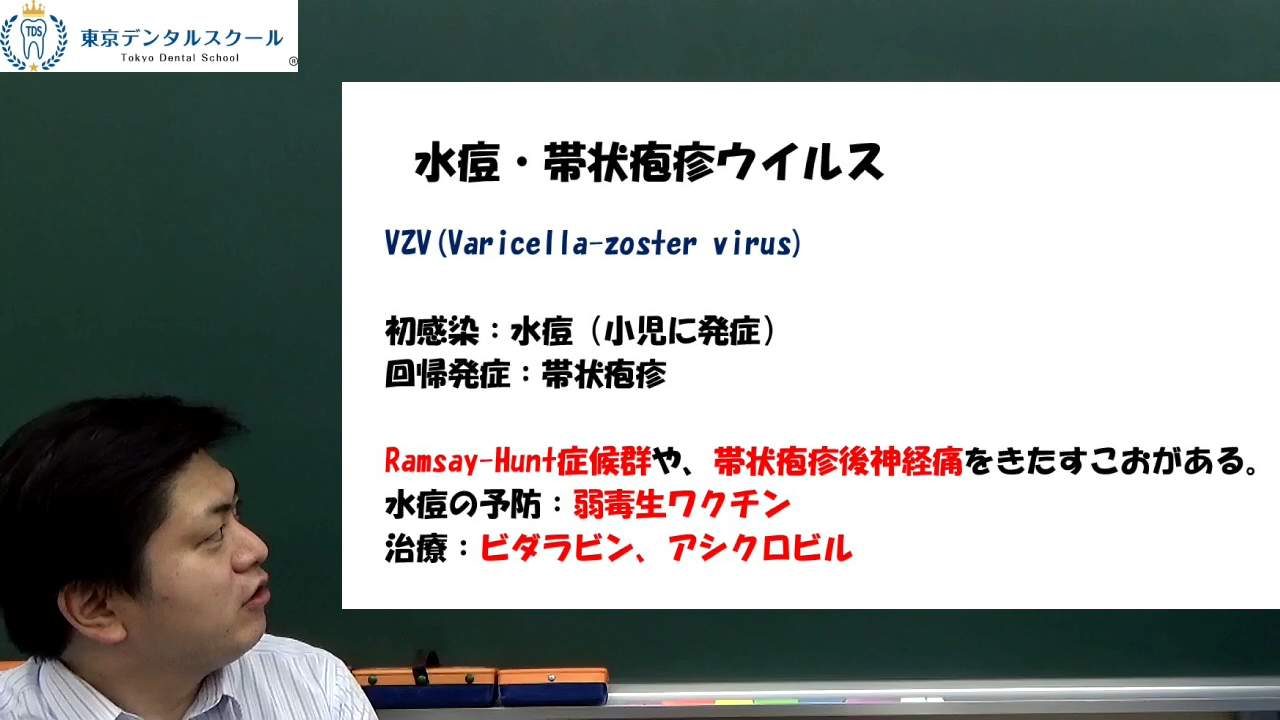 TDS
東京デンタルスクール
Tokyo Dental School
®
水痘・帯状疱疹ウイルス
VZV(Varicella-zoster virus)
初感染：水痘（小児に発症）
回帰発症：帯状疱疹
Ramsay-Hunt症候群や、帯状疱疹後神経痛をきたすこおがある。
水痘の予防：弱毒生ワクチン
治療：ビダラビン、アシクロビル